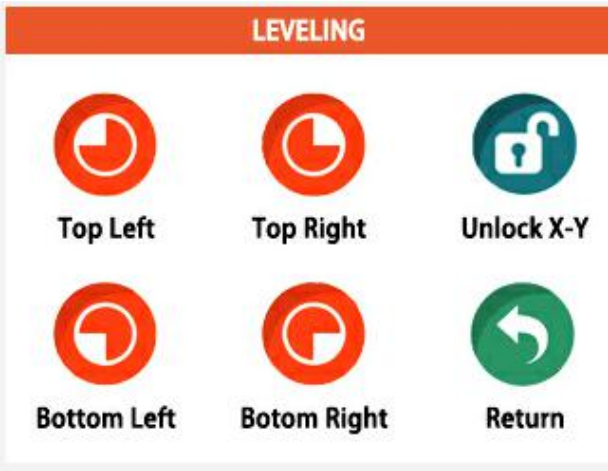 LEVELING
Top Left
Top Right
Unlock X-Y
Bottom Left
Botom Right
Return